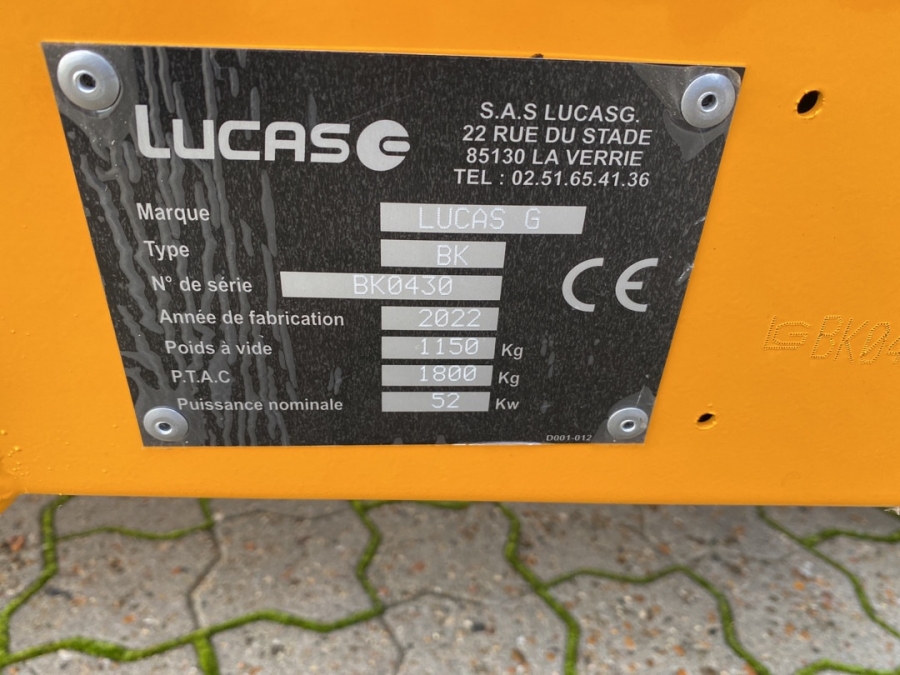 LUCAS G
S.A.S LUCASG.
22 RUE DU STADE
85130 LA VERRIE
TEL : 02.51.65.41.36
Marque LUCAS G
Type BK
N° de série BK0430
Année de fabrication 2022
Poids à vide 1150 Kg
P.T.A.C 1800 Kg
Puissance nominale 52 Kw
CE
D001-012
LG BK04